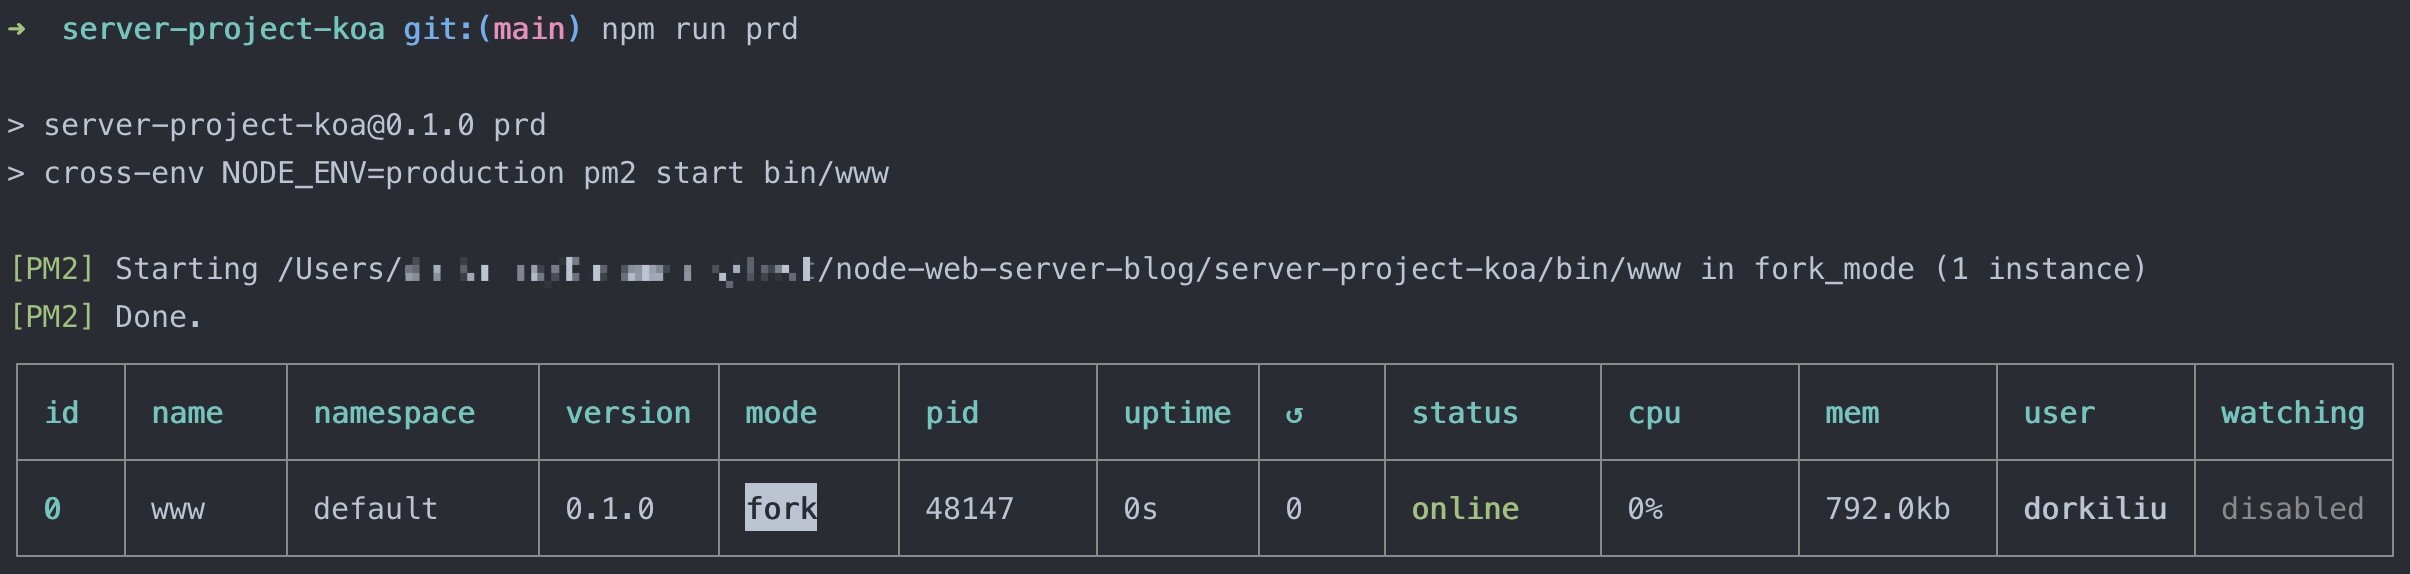 → server-project-koa git:(main) npm run prd
> server-project-koa@0.1.0 prd
> cross-env NODE_ENV=production pm2 start bin/www
[PM2] Starting /Users/ /node-web-server-blog/server-project-koa/bin/www in fork_mode (1 instance)
[PM2] Done.
id name namespace version mode pid uptime ↺ status cpu mem user watching
0 www default 0.1.0 fork 48147 0s 0 online 0% 792.0kb dorkiliu disabled